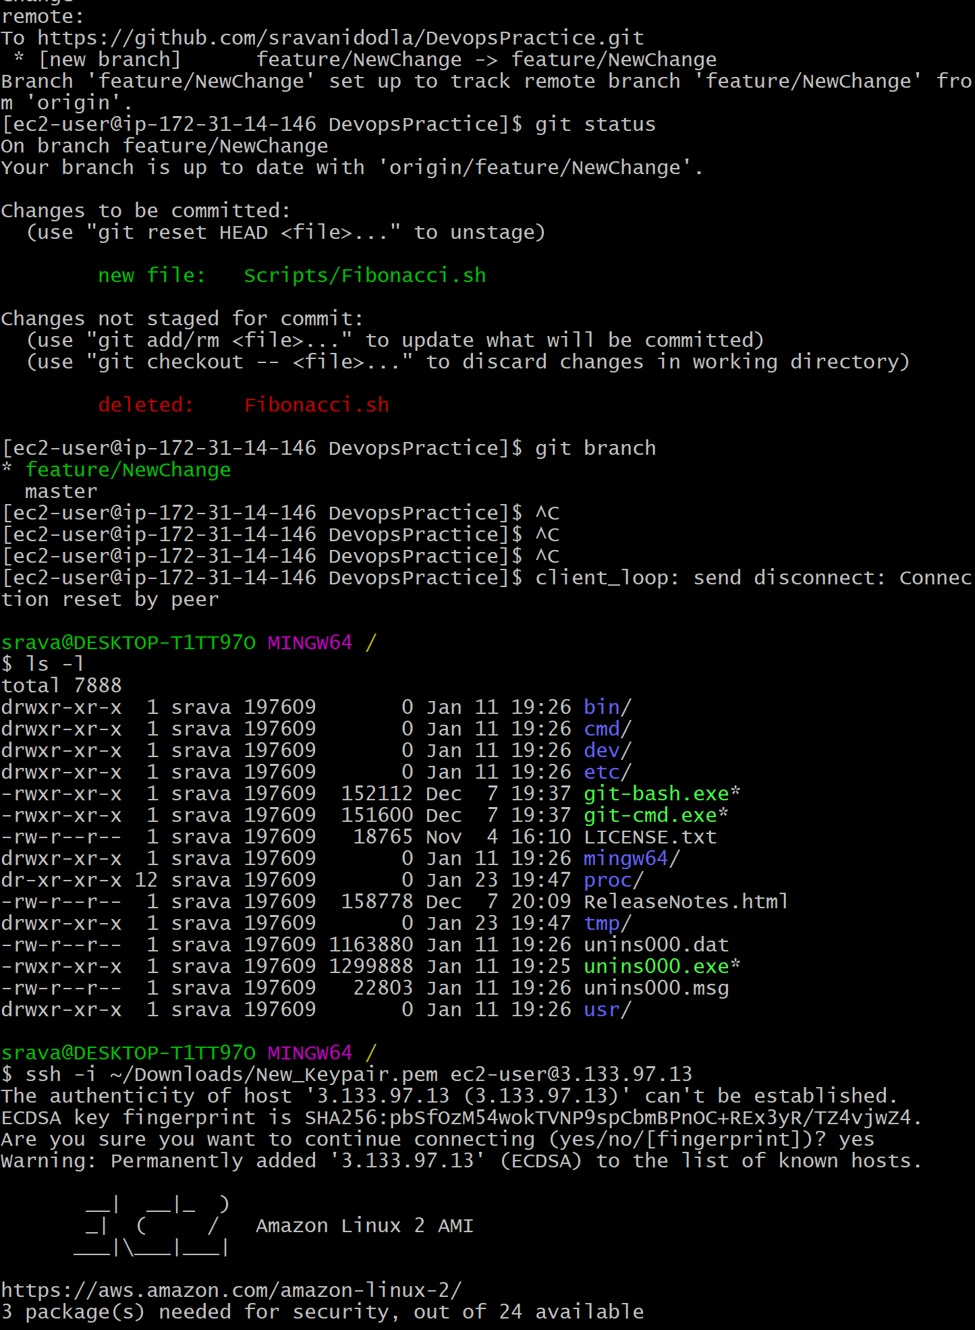 change
remote:
To https://github.com/sravanidodla/DevopsPractice.git
 * [new branch]      feature/NewChange -> feature/NewChange
Branch 'feature/NewChange' set up to track remote branch 'feature/NewChange' fro
m 'origin'.
[ec2-user@ip-172-31-14-146 DevopsPractice]$ git status
On branch feature/NewChange
Your branch is up to date with 'origin/feature/NewChange'.

Changes to be committed:
  (use "git reset HEAD <file>..." to unstage)

        new file:   Scripts/Fibonacci.sh

Changes not staged for commit:
  (use "git add/rm <file>..." to update what will be committed)
  (use "git checkout -- <file>..." to discard changes in working directory)

        deleted:    Fibonacci.sh

[ec2-user@ip-172-31-14-146 DevopsPractice]$ git branch
* feature/NewChange
  master
[ec2-user@ip-172-31-14-146 DevopsPractice]$ ^C
[ec2-user@ip-172-31-14-146 DevopsPractice]$ ^C
[ec2-user@ip-172-31-14-146 DevopsPractice]$ ^C
[ec2-user@ip-172-31-14-146 DevopsPractice]$ client_loop: send disconnect: Connec
tion reset by peer

srava@DESKTOP-T1TT97O MINGW64 /
$ ls -l
total 7888
drwxr-xr-x  1 srava 197609       0 Jan 11 19:26 bin/
drwxr-xr-x  1 srava 197609       0 Jan 11 19:26 cmd/
drwxr-xr-x  1 srava 197609       0 Jan 11 19:26 dev/
drwxr-xr-x  1 srava 197609       0 Jan 11 19:26 etc/
-rwxr-xr-x  1 srava 197609  152112 Dec  7 19:37 git-bash.exe*
-rwxr-xr-x  1 srava 197609  151600 Dec  7 19:37 git-cmd.exe*
-rw-r--r--  1 srava 197609   18765 Nov  4 16:10 LICENSE.txt
drwxr-xr-x  1 srava 197609       0 Jan 11 19:26 mingw64/
dr-xr-xr-x 12 srava 197609       0 Jan 23 19:47 proc/
-rw-r--r--  1 srava 197609  158778 Dec  7 20:09 ReleaseNotes.html
drwxr-xr-x  1 srava 197609       0 Jan 23 19:47 tmp/
-rw-r--r--  1 srava 197609 1163880 Jan 11 19:26 unins000.dat
-rwxr-xr-x  1 srava 197609 1299888 Jan 11 19:25 unins000.exe*
-rw-r--r--  1 srava 197609   22803 Jan 11 19:26 unins000.msg
drwxr-xr-x  1 srava 197609       0 Jan 11 19:26 usr/

srava@DESKTOP-T1TT97O MINGW64 /
$ ssh -i ~/Downloads/New_Keypair.pem ec2-user@3.133.97.13
The authenticity of host '3.133.97.13 (3.133.97.13)' can't be established.
ECDSA key fingerprint is SHA256:pbSfOzM54wokTVNP9spCbmBPnOC+REx3yR/TZ4vjwZ4.
Are you sure you want to continue connecting (yes/no/[fingerprint])? yes
Warning: Permanently added '3.133.97.13' (ECDSA) to the list of known hosts.

       __|  __|_  )
       _|  (     /   Amazon Linux 2 AMI
      ___|\___|___|

https://aws.amazon.com/amazon-linux-2/
3 package(s) needed for security, out of 24 available